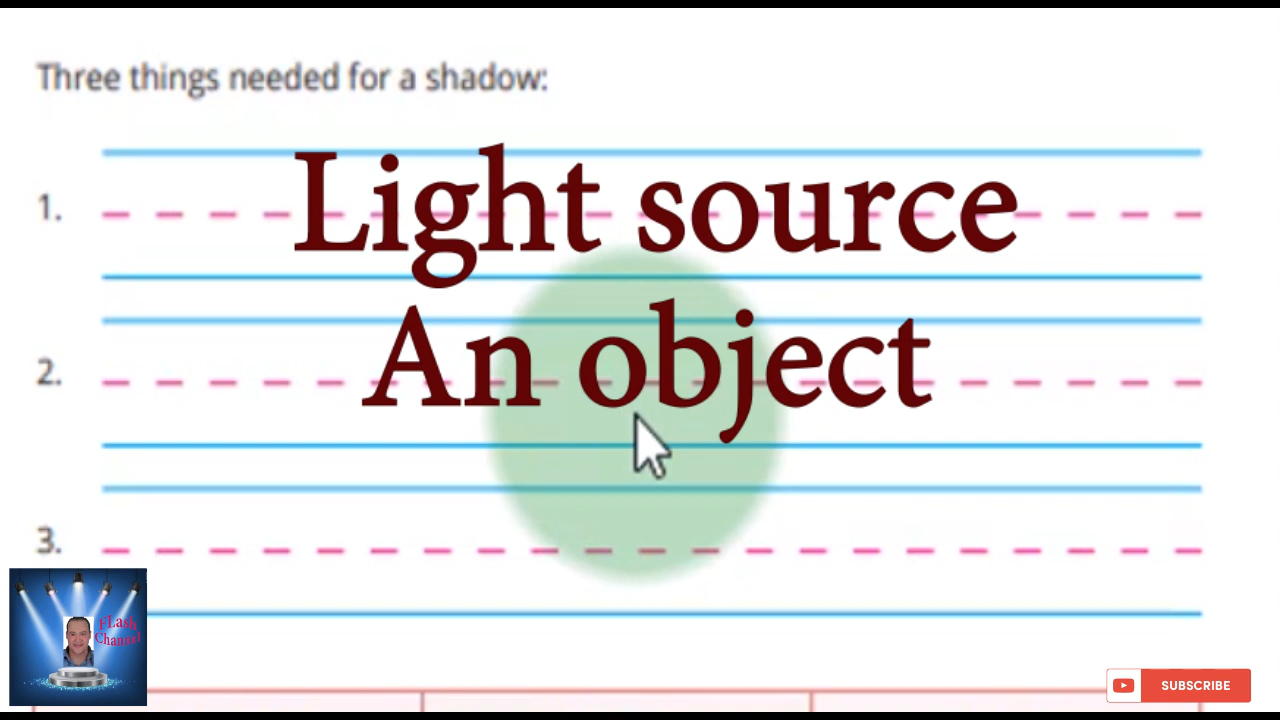 Three things needed for a shadow:
1. Light source
2. An object
3.
FLash
Channel
SUBSCRIBE